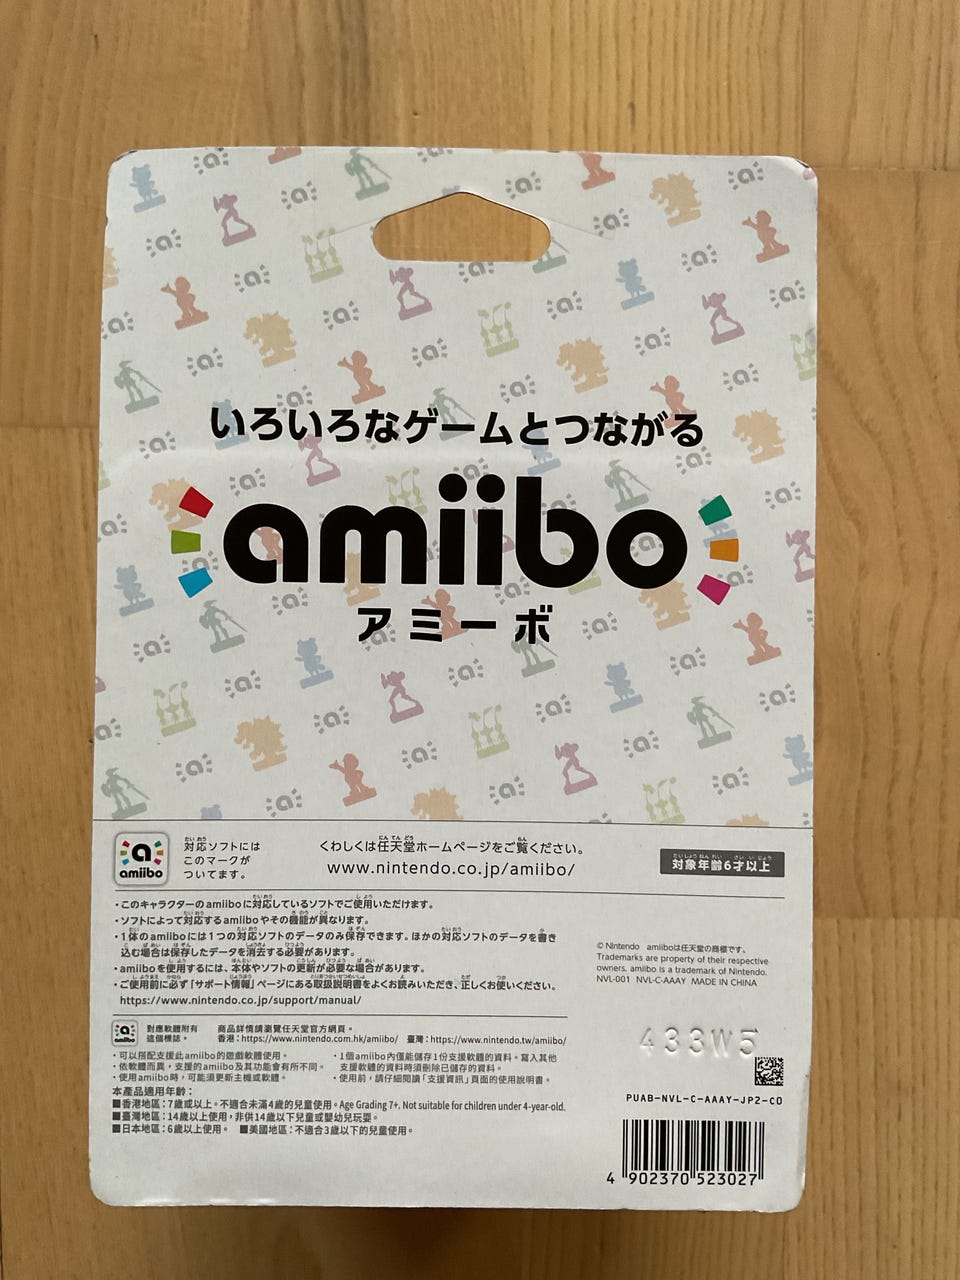 いろいろなゲームとつながる
amiibo
アミーボ
a
amiibo
対応ソフトには
このマークが
ついてます。
くわしくは任天堂ホームページをご覧ください。
www.nintendo.co.jp/amiibo/
対象年齢6才以上
・このキャラクターのamiiboに対応しているソフトでご使用いただけます。
・ソフトによって対応するamiiboやその機能が異なります。
・1体のamiiboには1つの対応ソフトのデータのみ保存できます。ほかの対応ソフトのデータを書き
込む場合は保存したデータを消去する必要があります。
・amiiboを使用するには、本体やソフトの更新が必要な場合があります。
・ご使用前に必ず「サポート情報」ページにある取扱説明書をよくお読みいただき、正しくお使いください。
https://www.nintendo.co.jp/support/manual/
© Nintendo amiiboは任天堂の商標です。
Trademarks are property of their respective
owners. amiibo is a trademark of Nintendo.
NVL-001 NVL-C-AAAY MADE IN CHINA
a
amiibo
對應軟體附有
這個標誌。
商品詳情請瀏覽任天堂官方網頁。
香港：https://www.nintendo.com.hk/amiibo/ 臺灣：https://www.nintendo.tw/amiibo/
・可以搭配支援此amiibo的遊戲軟體使用。
・依軟體而異，支援的amiibo及其功能會有所不同。
・使用amiibo時，可能須更新主機或軟體。
・1個amiibo內僅能儲存1份支援軟體的資料。寫入其他
支援軟體的資料時須刪除已儲存的資料。
・使用前，請仔細閱讀「支援資訊」頁面的使用說明書。
本產品適用年齡：
■香港地區：7歲或以上。不適合未滿4歲的兒童使用。Age Grading 7+. Not suitable for children under 4-year-old.
■臺灣地區：14歲以上使用，非供14歲以下兒童或嬰幼兒玩耍。
■日本地區：6歲以上使用。 ■美國地區：不適合3歲以下的兒童使用。
433W5
PUAB-NVL-C-AAAY-JP2-C0
4 902370 523027